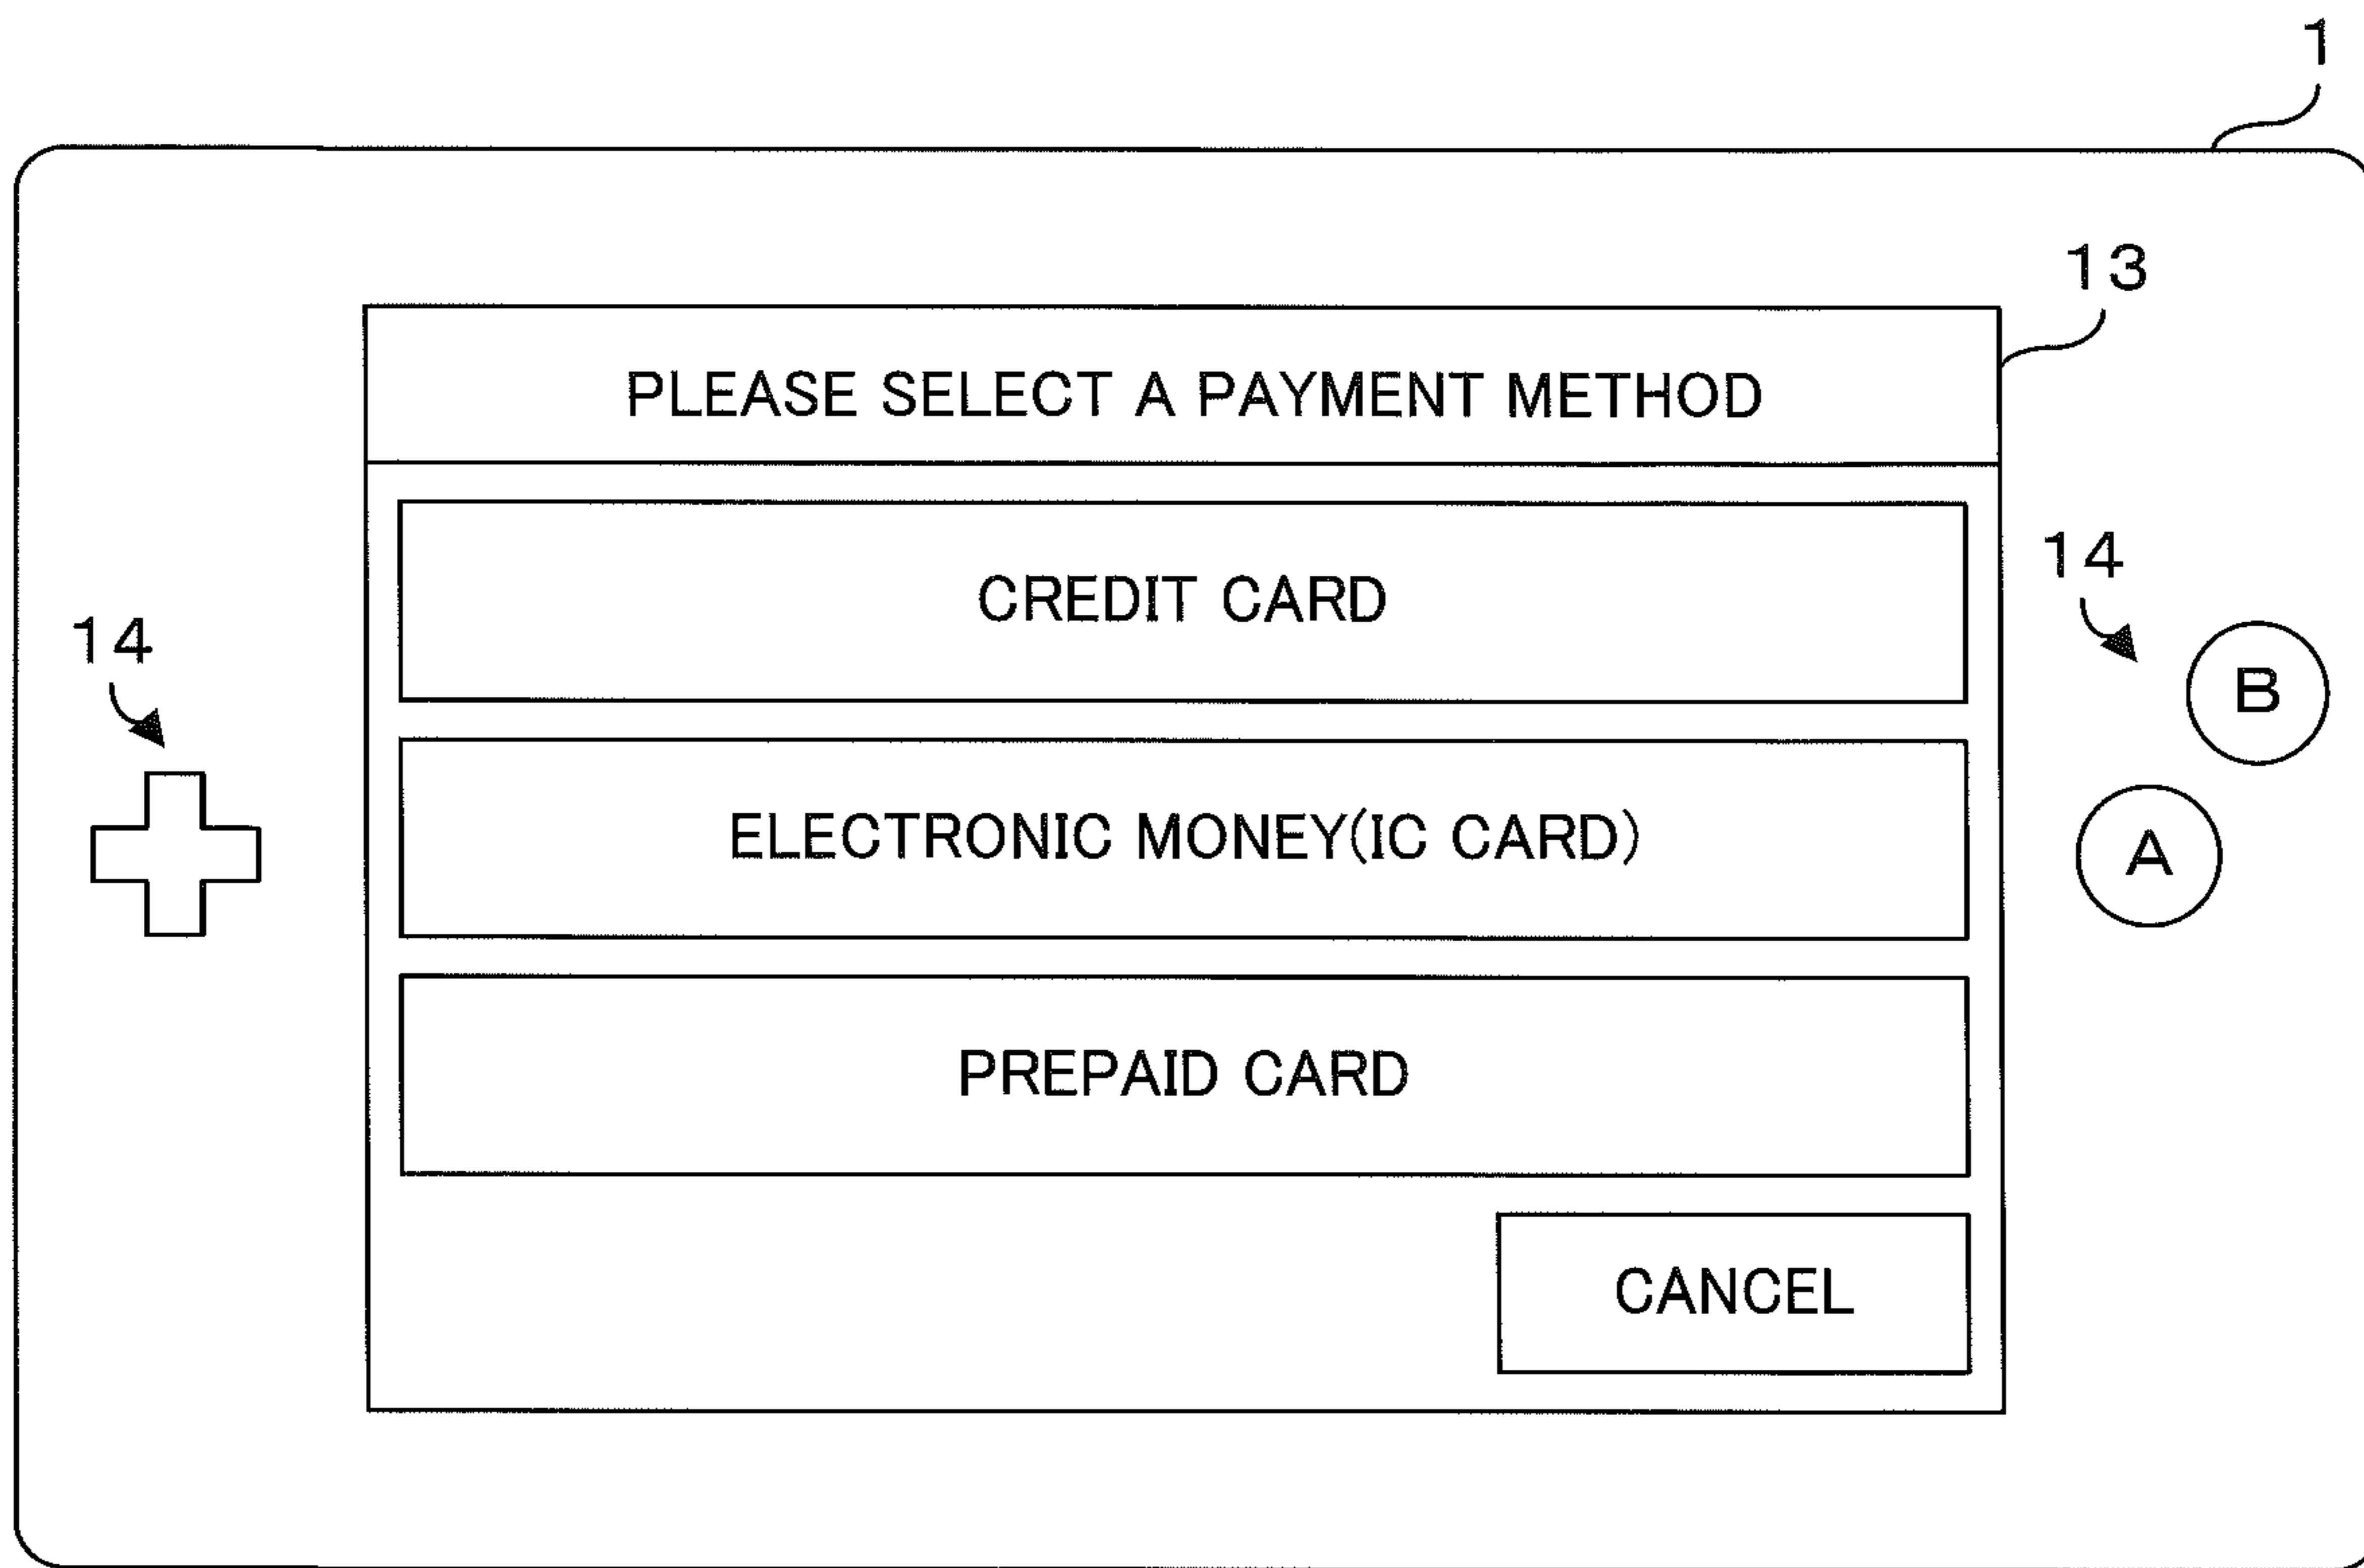 1
13
PLEASE SELECT A PAYMENT METHOD
CREDIT CARD
14
14
B
ELECTRONIC MONEY(IC CARD)
A
PREPAID CARD
CANCEL